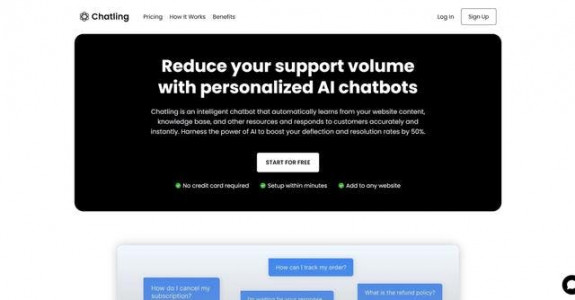 Chatling
Pricing How It Works Benefits
Log In Sign Up
Reduce your support volume
with personalized AI chatbots
Chatling is an intelligent chatbot that automatically learns from your website content,
knowledge base, and other resources and responds to customers accurately and
instantly. Harness the power of AI to boost your deflection and resolution rates by 50%.
START FOR FREE
No credit card required Setup within minutes Add to any website
How can I track my order?
How do I cancel my
subscription?
What is the refund policy?